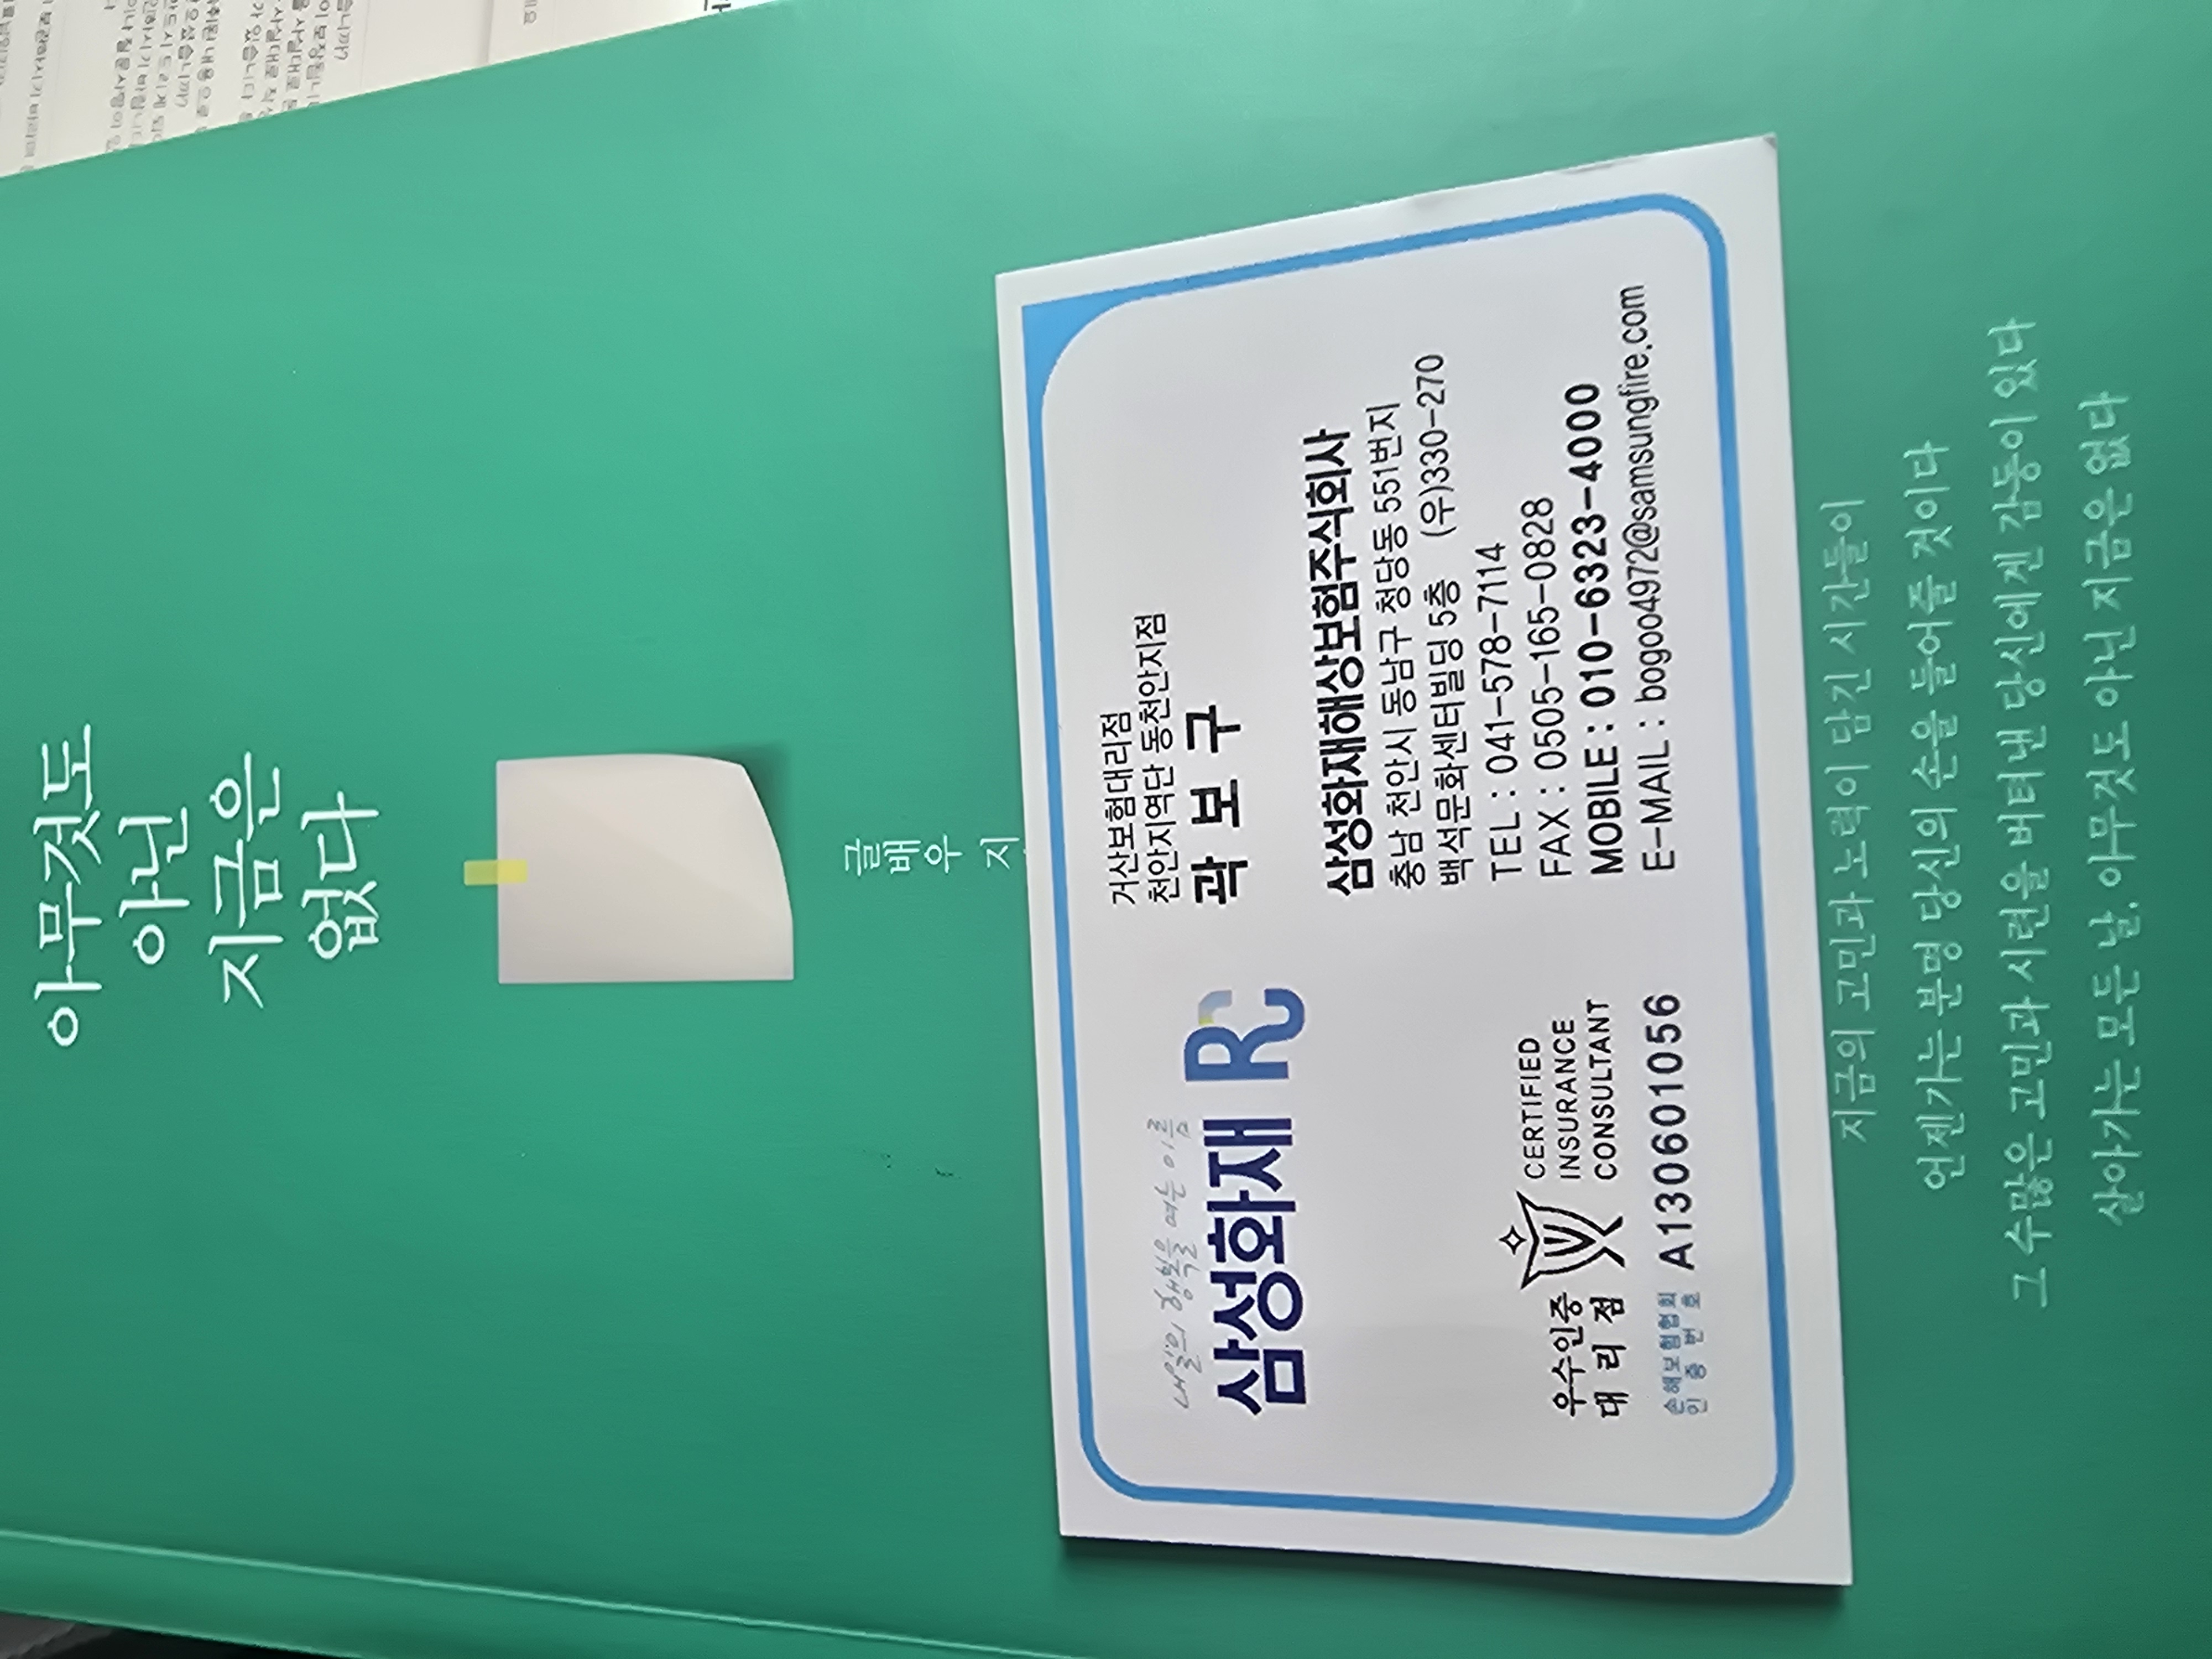 아무것도
아닌
지금은
없다
글배우
지
내일의 행복을 여는 이름
삼성화재 RC
거산보험대리점
천안지역단 동천안지점
곽 보 구
삼성화재해상보험주식회사
충남 천안시 동남구 청당동 551번지
백석문화센터빌딩 5층 (우)330-270
TEL : 041-578-7114
FAX : 0505-165-0828
MOBILE : 010-6323-4000
E-MAIL : bogoo4972@samsungfire.com
우수인증
대 리 점
CERTIFIED
INSURANCE
CONSULTANT
손해보험협회
인 증 번 호
A130601056
지금의 고민과 노력이 담긴 시간들이
언젠가는 분명 당신의 손을 들어줄 것이다
그 수많은 고민과 시련을 버텨낸 당신에겐 감동이 있다
살아가는 모든 날, 아무것도 아닌 지금은 없다